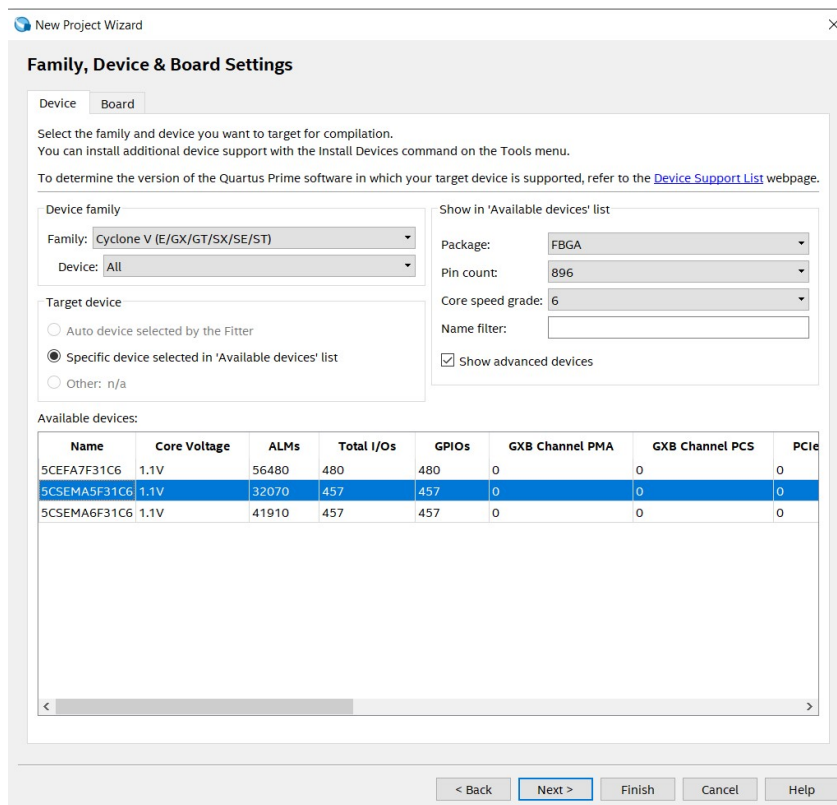 New Project Wizard
Family, Device & Board Settings
Device Board
Select the family and device you want to target for compilation.
You can install additional device support with the Install Devices command on the Tools menu.
To determine the version of the Quartus Prime software in which your target device is supported, refer to the Device Support List webpage.
Device family
Family: Cyclone V (E/GX/GT/SX/SE/ST)
Device: All
Target device
Auto device selected by the Fitter
Specific device selected in 'Available devices' list
Other: n/a
Show in 'Available devices' list
Package: FBGA
Pin count: 896
Core speed grade: 6
Name filter:
Show advanced devices
Available devices:
Name Core Voltage ALMs Total I/Os GPIOs GXB Channel PMA GXB Channel PCS PCIe
5CEFA7F31C6 1.1V 56480 480 480 0 0 0
5CSEMA5F31C6 1.1V 32070 457 457 0 0 0
5CSEMA6F31C6 1.1V 41910 457 457 0 0 0
< Back Next > Finish Cancel Help